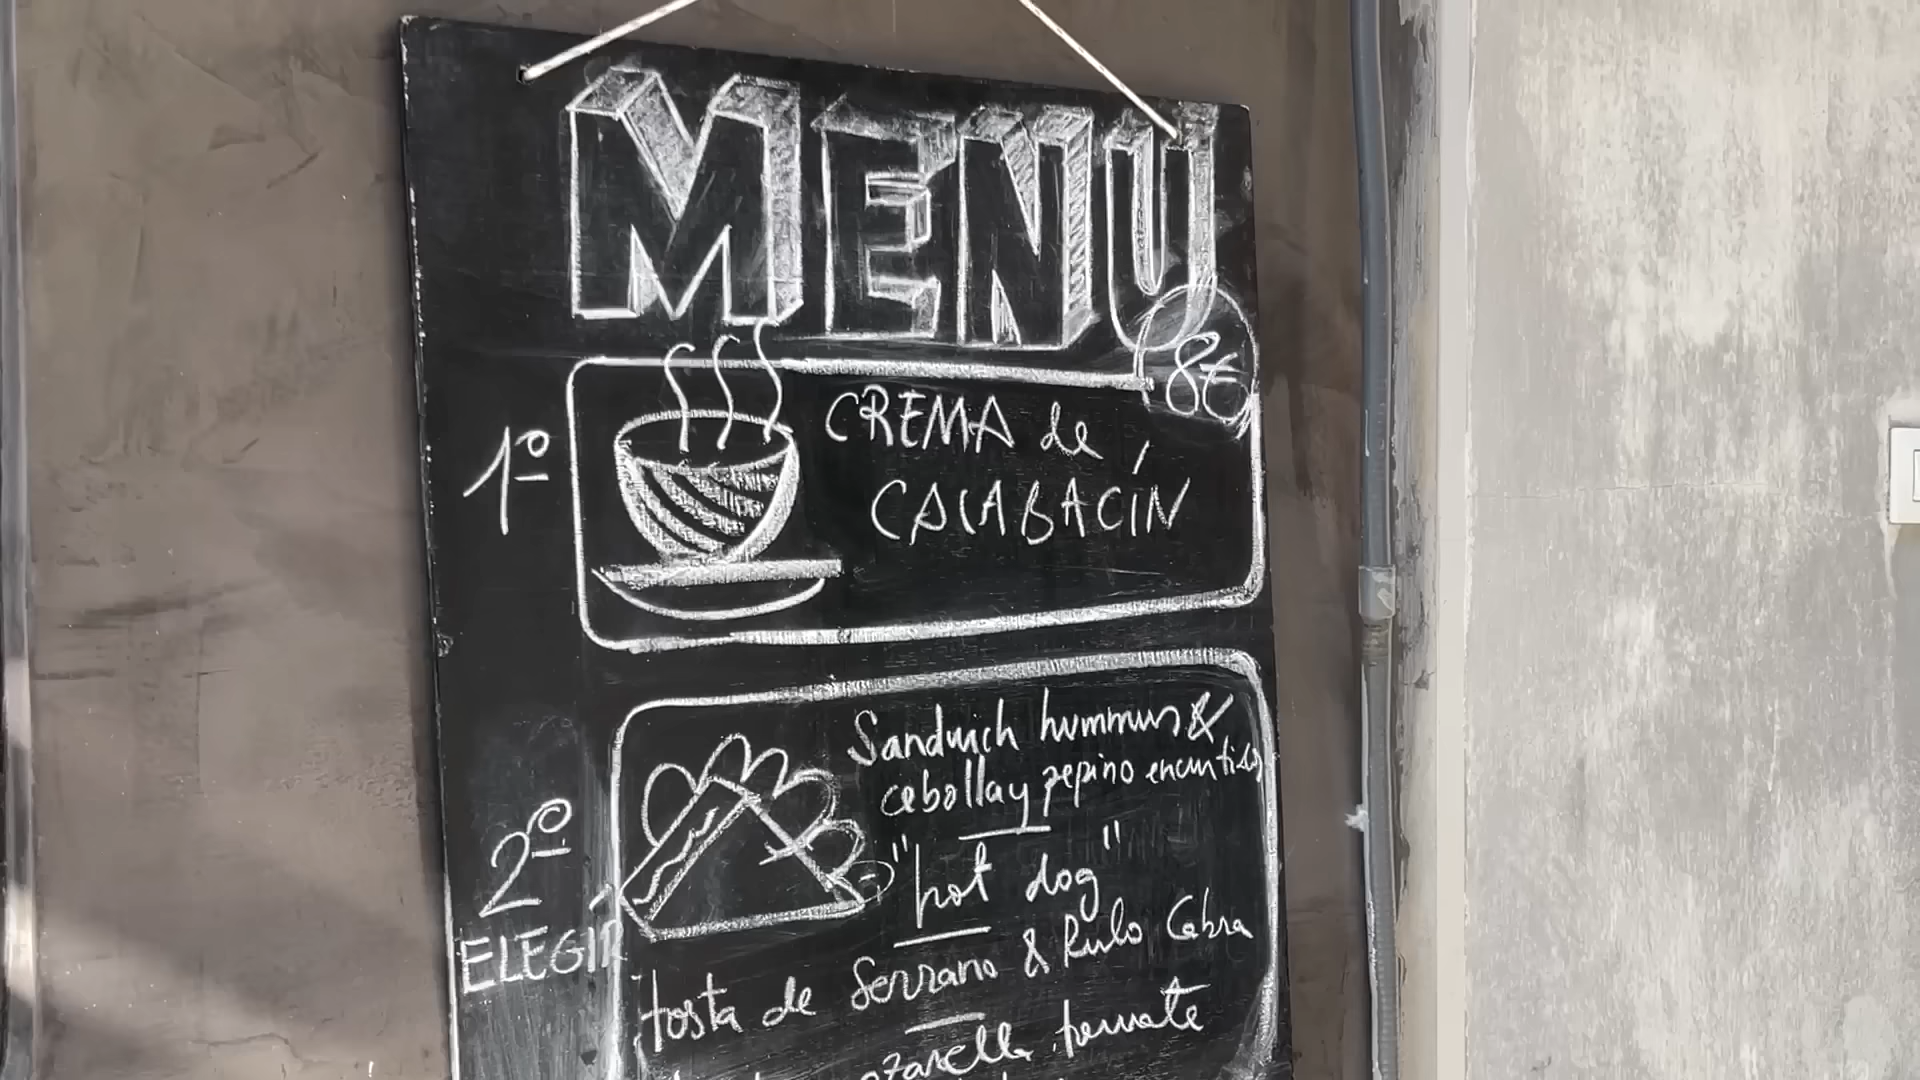 MENU
8€
1º
CREMA de
CALABACÍN
2º
ELEGIR
Sandwich hummus &
cebolla y pepino encurtidos
"hot dog"
tosta de Serrano & Rulo Cabra
mozarella, tomate